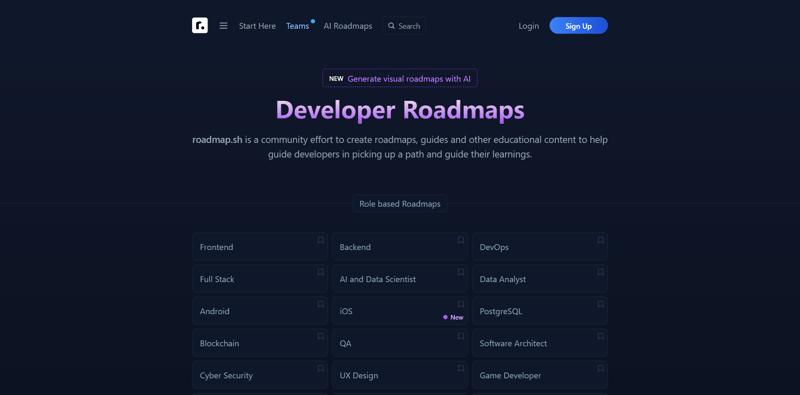 r.
Start Here
Teams
AI Roadmaps
Search
Login
Sign Up
NEW Generate visual roadmaps with AI
Developer Roadmaps
roadmap.sh is a community effort to create roadmaps, guides and other educational content to help
guide developers in picking up a path and guide their learnings.
Role based Roadmaps
Frontend
Backend
DevOps
Full Stack
AI and Data Scientist
Data Analyst
Android
iOS
New
PostgreSQL
Blockchain
QA
Software Architect
Cyber Security
UX Design
Game Developer